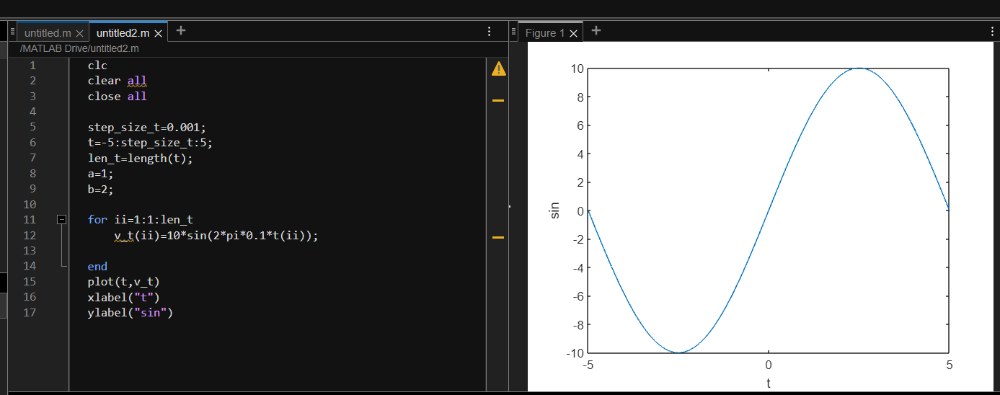 untitled.m × untitled2.m × +
/MATLAB Drive/untitled2.m
1 clc
2 clear all
3 close all
4
5 step_size_t=0.001;
6 t=-5:step_size_t:5;
7 len_t=length(t);
8 a=1;
9 b=2;
10
11 for ii=1:1:len_t
12 v_t(ii)=10*sin(2*pi*0.1*t(ii));
13
14 end
15 plot(t,v_t)
16 xlabel("t")
17 ylabel("sin")
Figure 1 × +
10
8
6
4
2
0
-2
-4
-6
-8
-10
sin
-5 0 5
t